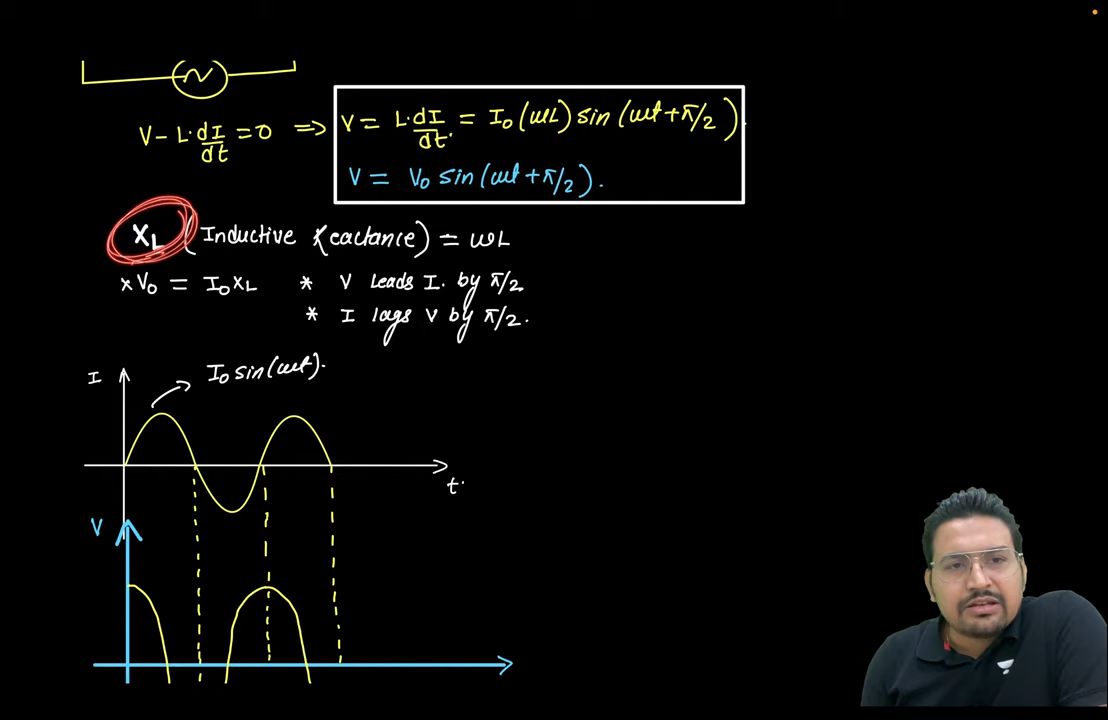 V - L·dI/dt = 0 ⇒ V = L·dI/dt = I₀(ωL) sin(ωt + π/2).
V = V₀ sin(ωt + π/2).
X_L (Inductive Reactance) = ωL
× V₀ = I₀X_L * V leads I. by π/2.
* I lags V by π/2.
I
I₀ sin(ωt).
t.
V